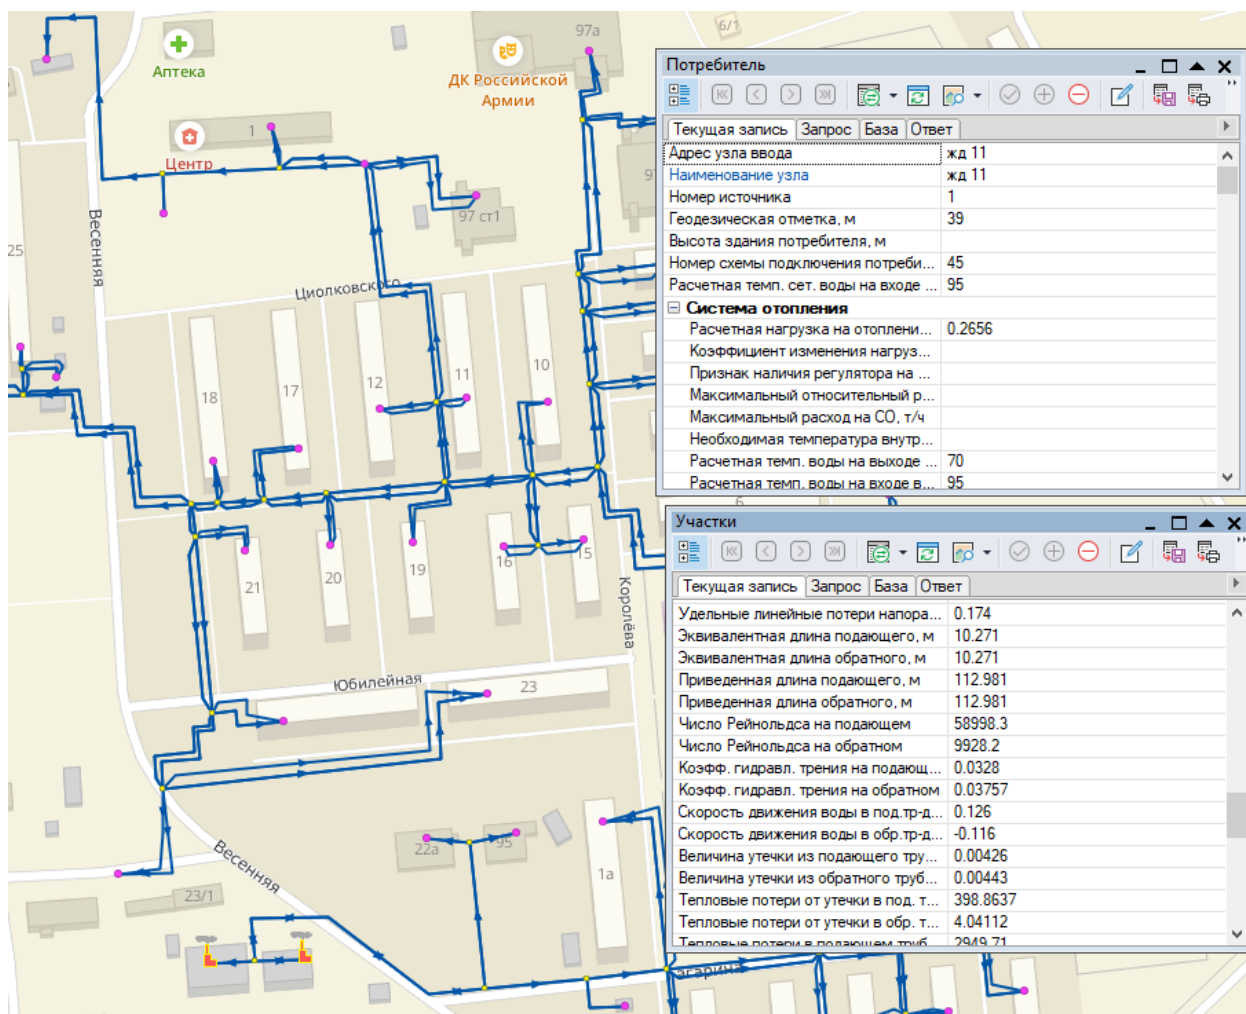 97а
6/1
Аптека
ДК Российской
Армии
1
Центр
97 ст1
25
Весенняя
Циолковского
18
17
12
11
10
21
20
19
16
15
6
Королёва
Юбилейная
23
22а
95
1а
Весенняя
23/1
агарина
Потребитель
Текущая запись Запрос База Ответ
Адрес узла ввода жд 11
Наименование узла жд 11
Номер источника 1
Геодезическая отметка, м 39
Высота здания потребителя, м
Номер схемы подключения потреби... 45
Расчетная темп. сет. воды на входе ... 95
Система отопления
Расчетная нагрузка на отоплени... 0.2656
Коэффициент изменения нагруз...
Признак наличия регулятора на ...
Максимальный относительный р...
Максимальный расход на СО, т/ч
Необходимая температура внутр...
Расчетная темп. воды на выходе ... 70
Расчетная темп. воды на входе в... 95
Участки
Текущая запись Запрос База Ответ
Удельные линейные потери напора... 0.174
Эквивалентная длина подающего, м 10.271
Эквивалентная длина обратного, м 10.271
Приведенная длина подающего, м 112.981
Приведенная длина обратного, м 112.981
Число Рейнольдса на подающем 58998.3
Число Рейнольдса на обратном 9928.2
Коэфф. гидравл. трения на подающ... 0.0328
Коэфф. гидравл. трения на обратном 0.03757
Скорость движения воды в под.тр-д... 0.126
Скорость движения воды в обр.тр-д... -0.116
Величина утечки из подающего тру... 0.00426
Величина утечки из обратного труб... 0.00443
Тепловые потери от утечки в под. т... 398.8637
Тепловые потери от утечки в обр. т... 4.04112
Тепловые потери в подающем труб... 2949.71